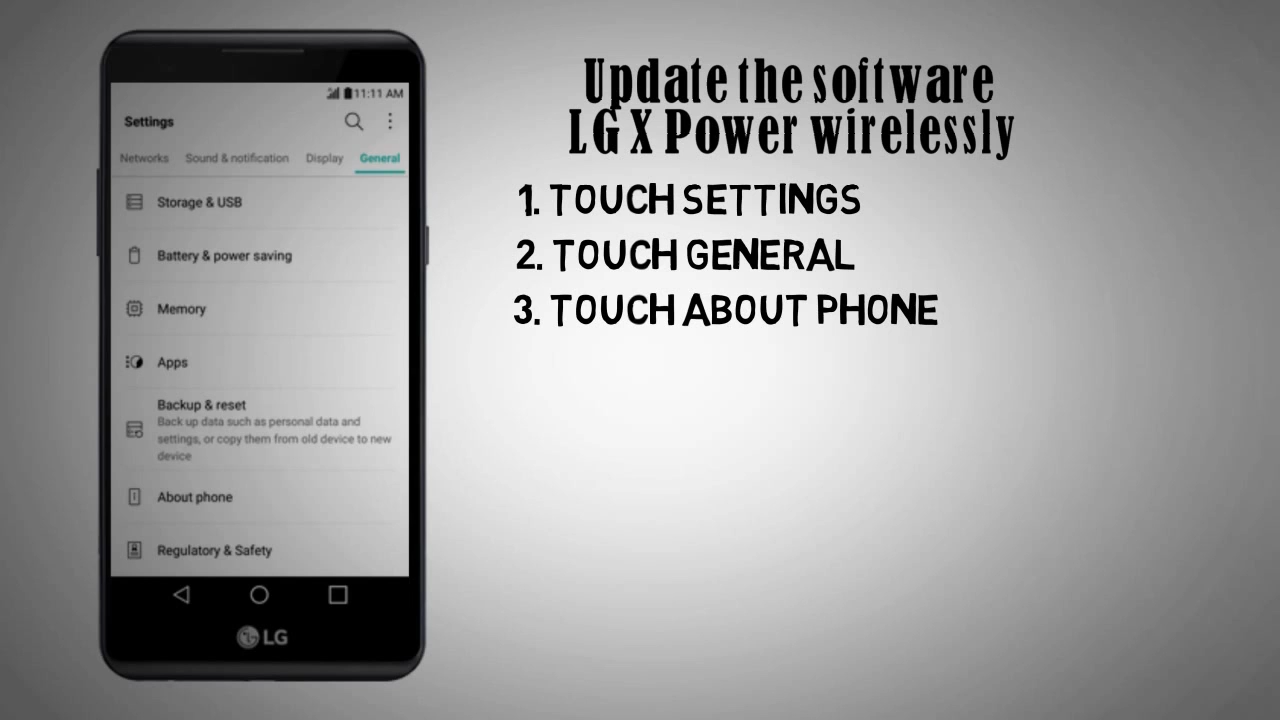 11:11 AM
Settings
Networks Sound & notification Display General
Storage & USB
Battery & power saving
Memory
Apps
Backup & reset
Back up data such as personal data and
settings, or copy them from old device to new
device
About phone
Regulatory & Safety
LG
Update the software
LG X Power wirelessly
1. TOUCH SETTINGS
2. TOUCH GENERAL
3. TOUCH ABOUT PHONE